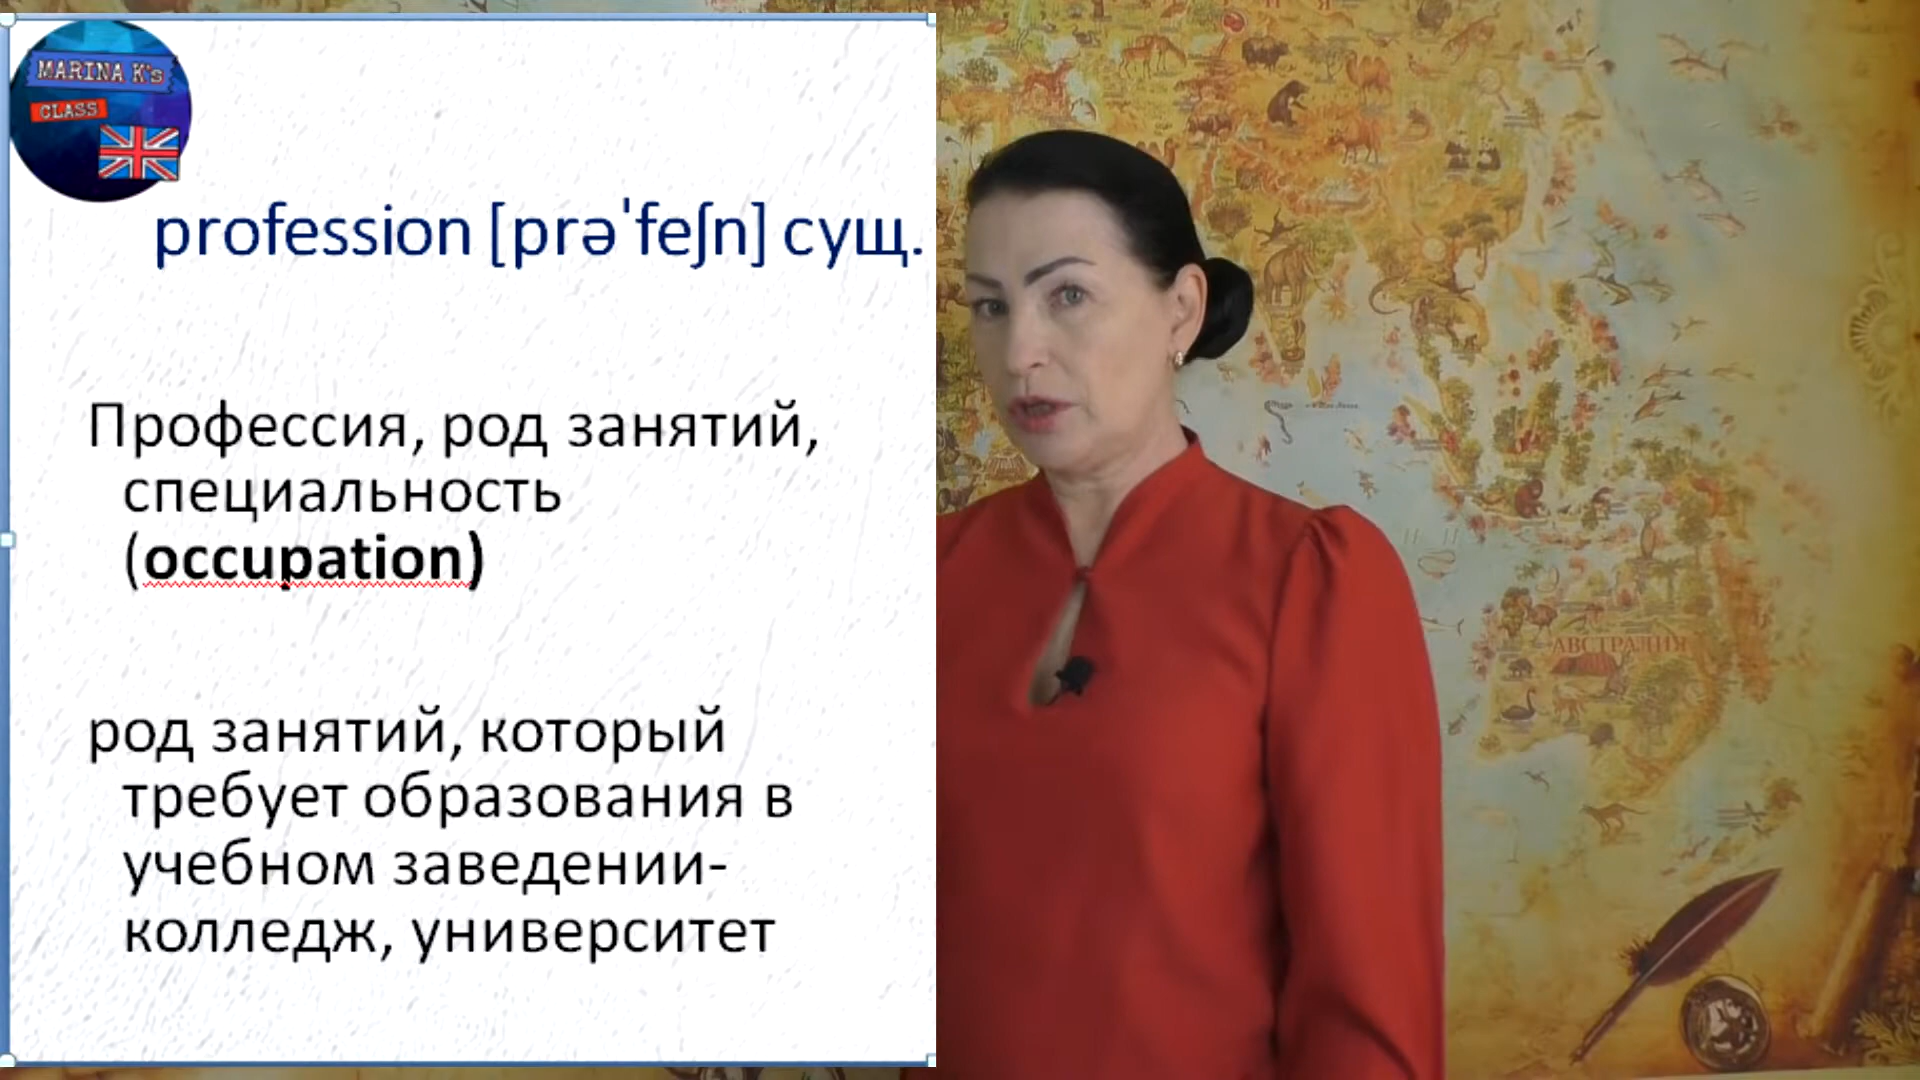 MARINA K's
CLASS
profession [prəˈfeʃn] сущ.
Профессия, род занятий,
специальность
(occupation)
род занятий, который
требует образования в
учебном заведении-
колледж, университет
АВСТРАЛИЯ